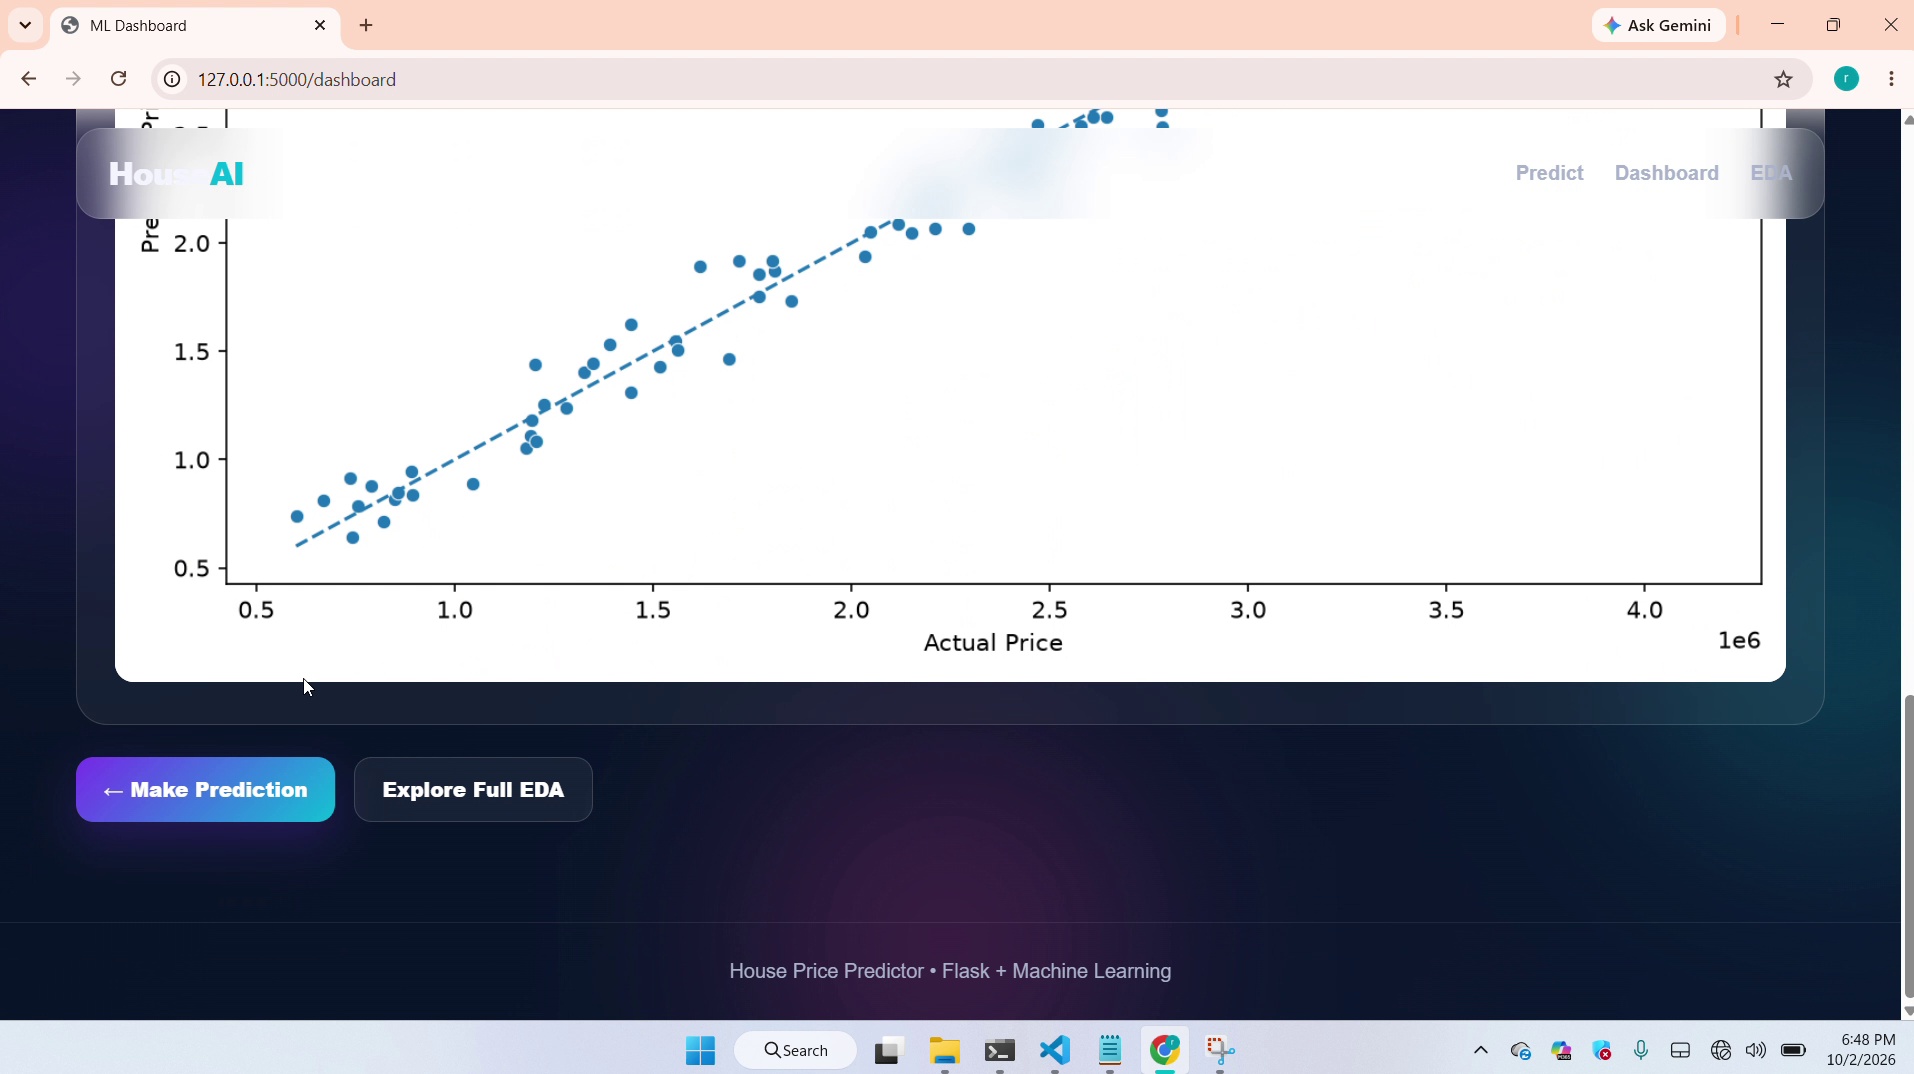 ML Dashboard
Ask Gemini
127.0.0.1:5000/dashboard
r
HouseAI
Predict Dashboard EDA
2.0
1.5
1.0
0.5
0.5 1.0 1.5 2.0 2.5 3.0 3.5 4.0
Actual Price
1e6
← Make Prediction
Explore Full EDA
House Price Predictor • Flask + Machine Learning
Search
6:48 PM
10/2/2026